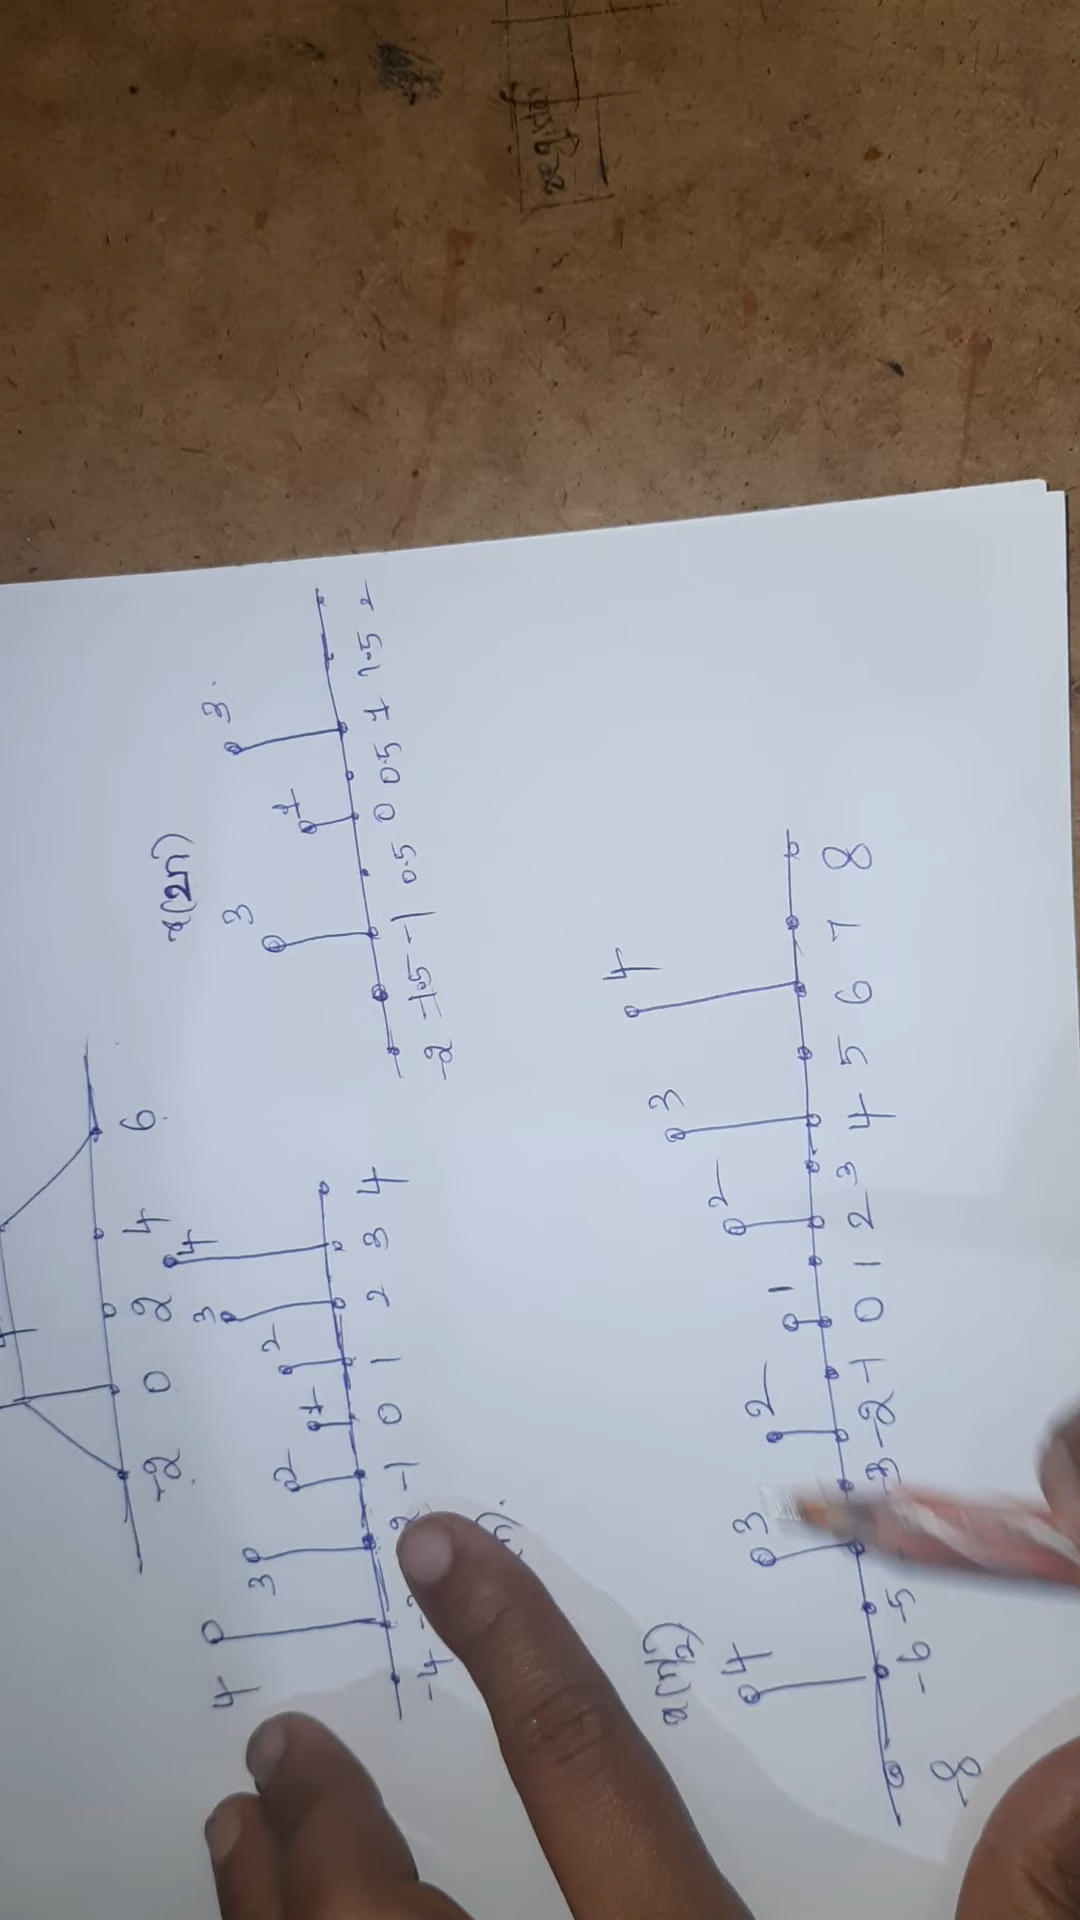 -2 0 2 4 6
4
x(2n)
3 1 3
-2 -1.5 -1 0.5 0 0.5 1 1.5 2
4 3 2 1 2 3 4
-4 -1 0 1 2 3 4
x(n/2)
4 3 2 1 2 3 4
-8 -6 -5 -3 -2 -1 0 1 2 3 4 5 6 7 8